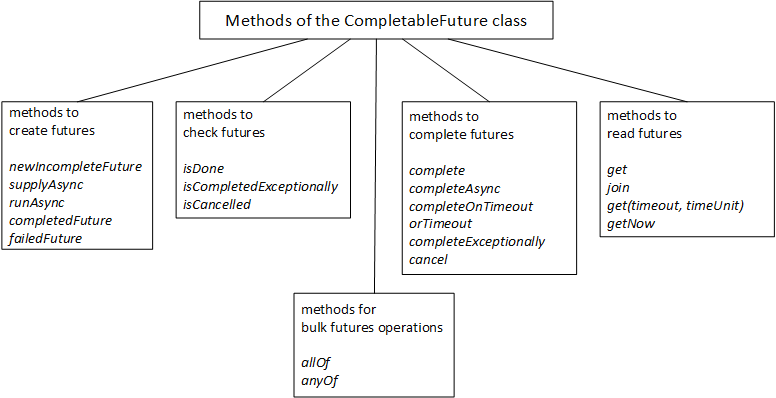 Methods of the CompletableFuture class
methods to
create futures
newIncompleteFuture
supplyAsync
runAsync
completedFuture
failedFuture
methods to
check futures
isDone
isCompletedExceptionally
isCancelled
methods to
complete futures
complete
completeAsync
completeOnTimeout
orTimeout
completeExceptionally
cancel
methods to
read futures
get
join
get(timeout, timeUnit)
getNow
methods for
bulk futures operations
allOf
anyOf